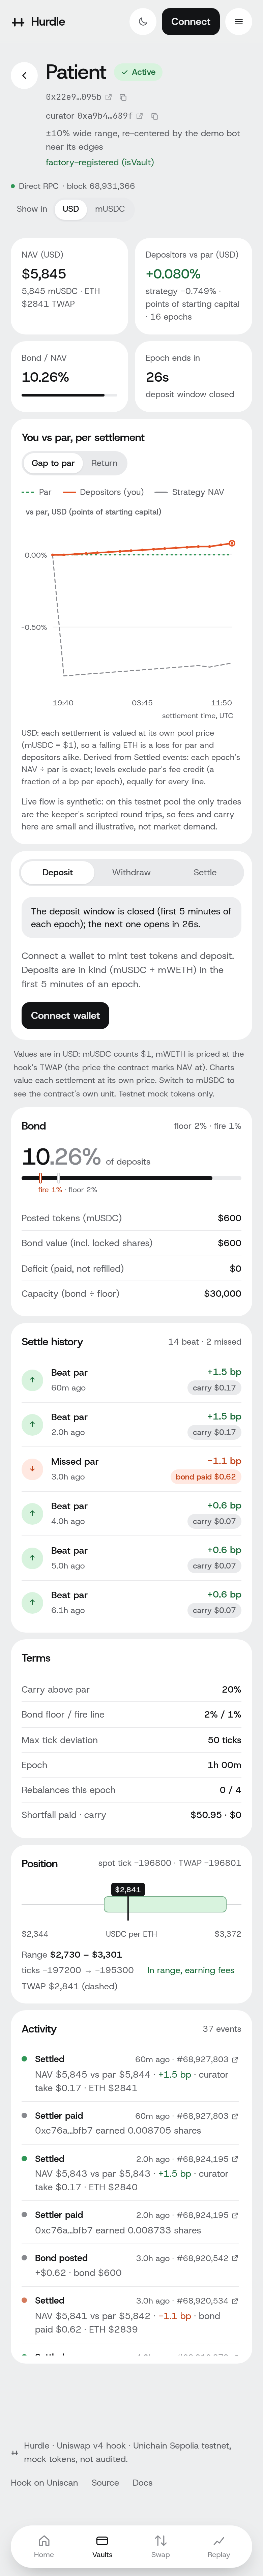 Hurdle
Connect
Patient
Active
0x22e9…095b
curator 0xa9b4…689f
±10% wide range, re-centered by the demo bot
near its edges
factory-registered (isVault)
Direct RPC · block 68,931,366
Show in USD mUSDC
NAV (USD)
$5,845
5,845 mUSDC · ETH
$2841 TWAP
Depositors vs par (USD)
+0.080%
strategy −0.749% ·
points of starting capital
· 16 epochs
Bond / NAV
10.26%
Epoch ends in
26s
deposit window closed
You vs par, per settlement
Gap to par Return
Par Depositors (you) Strategy NAV
vs par, USD (points of starting capital)
0.00%
−0.50%
19:40 03:45 11:50
settlement time, UTC
USD: each settlement is valued at its own pool price
(mUSDC = $1), so a falling ETH is a loss for par and
depositors alike. Derived from Settled events: each epoch's
NAV ÷ par is exact; levels exclude par's fee credit (a
fraction of a bp per epoch), equally for every line.
Live flow is synthetic: on this testnet pool the only trades
are the keeper's scripted round trips, so fees and carry
here are small and illustrative, not market demand.
Deposit Withdraw Settle
The deposit window is closed (first 5 minutes of
each epoch); the next one opens in 26s.
Connect a wallet to mint test tokens and deposit.
Deposits are in kind (mUSDC + mWETH) in the
first 5 minutes of an epoch.
Connect wallet
Values are in USD: mUSDC counts $1, mWETH is priced at the
hook's TWAP (the price the contract marks NAV at). Charts
value each settlement at its own price. Switch to mUSDC to
see the contract's own unit. Testnet mock tokens only.
Bond
floor 2% · fire 1%
10.26% of deposits
fire 1% · floor 2%
Posted tokens (mUSDC) $600
Bond value (incl. locked shares) $600
Deficit (paid, not refilled) $0
Capacity (bond ÷ floor) $30,000
Settle history
14 beat · 2 missed
Beat par +1.5 bp
60m ago carry $0.17
Beat par +1.5 bp
2.0h ago carry $0.17
Missed par −1.1 bp
3.0h ago bond paid $0.62
Beat par +0.6 bp
4.0h ago carry $0.07
Beat par +0.6 bp
5.0h ago carry $0.07
Beat par +0.6 bp
6.1h ago carry $0.07
Terms
Carry above par 20%
Bond floor / fire line 2% / 1%
Max tick deviation 50 ticks
Epoch 1h 00m
Rebalances this epoch 0 / 4
Shortfall paid · carry $50.95 · $0
Position
spot tick -196800 · TWAP -196801
$2,841
$2,344 USDC per ETH $3,372
Range $2,730 – $3,301
ticks -197200 → -195300 In range, earning fees
TWAP $2,841 (dashed)
Activity
37 events
Settled 60m ago · #68,927,803
NAV $5,845 vs par $5,844 · +1.5 bp · curator
take $0.17 · ETH $2841
Settler paid 60m ago · #68,927,803
0xc76a…bfb7 earned 0.008705 shares
Settled 2.0h ago · #68,924,195
NAV $5,843 vs par $5,843 · +1.5 bp · curator
take $0.17 · ETH $2840
Settler paid 2.0h ago · #68,924,195
0xc76a…bfb7 earned 0.008733 shares
Bond posted 3.0h ago · #68,920,542
+$0.62 · bond $600
Settled 3.0h ago · #68,920,534
NAV $5,841 vs par $5,842 · −1.1 bp · bond
paid $0.62 · ETH $2839
Hurdle · Uniswap v4 hook · Unichain Sepolia testnet,
mock tokens, not audited.
Hook on Uniscan Source Docs
Home Vaults Swap Replay